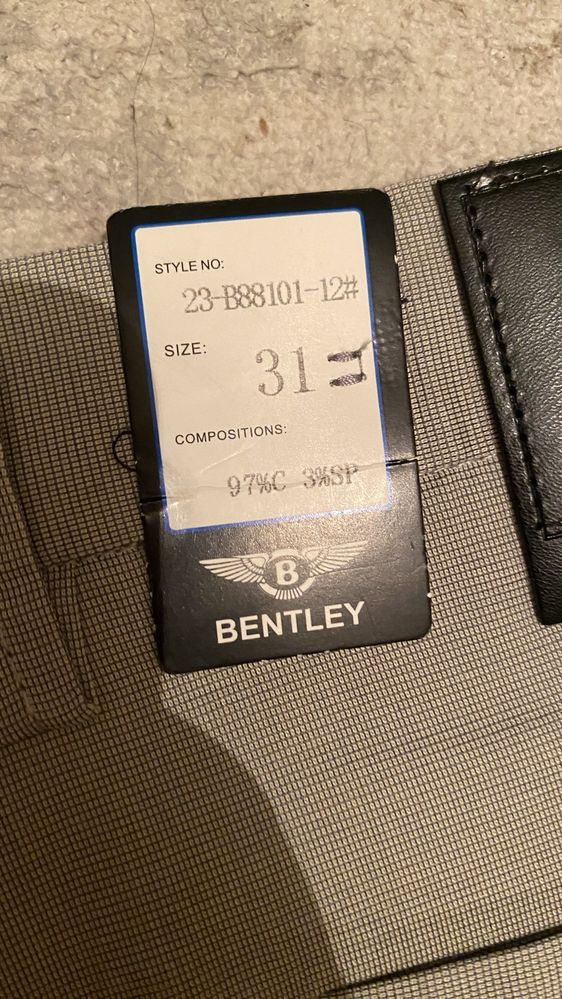 STYLE NO:
23-B88101-12#
SIZE:
31
COMPOSITIONS:
97%C 3%SP
B
BENTLEY